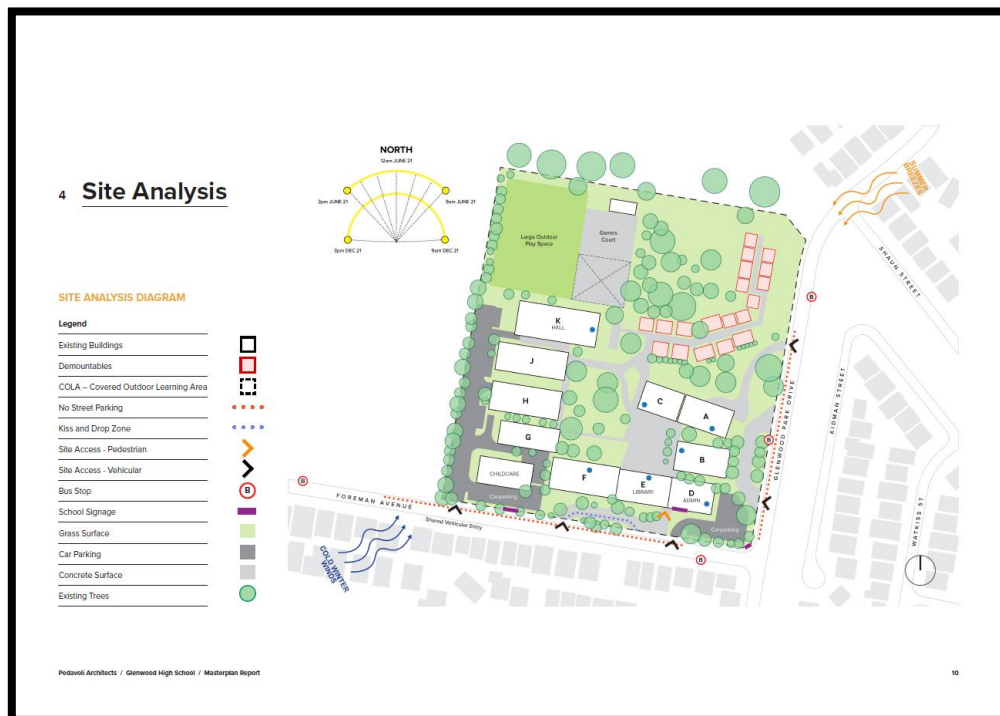 4 Site Analysis
NORTH
12am JUNE 21
3pm JUNE 21
9am JUNE 21
3pm DEC 21
9am DEC 21
SITE ANALYSIS DIAGRAM
Legend
Existing Buildings
Demountables
COLA – Covered Outdoor Learning Area
No Street Parking
Kiss and Drop Zone
Site Access - Pedestrian
Site Access - Vehicular
Bus Stop
B
School Signage
Grass Surface
Car Parking
Concrete Surface
Existing Trees
SUMMER
BREEZES
SHAUN STREET
Large Outdoor
Play Space
Games
Court
B
K
HALL
J
H
G
C
A
B
CHILDCARE
F
E
LIBRARY
D
ADMIN
Carparking
Carparking
KIDMAN STREET
GLENWOOD PARK DRIVE
B
WATKISS ST
B
FOREMAN AVENUE
Shared Vehicular Entry
COLD WINTER
WINDS
B
Pedavoli Architects / Glenwood High School / Masterplan Report
10